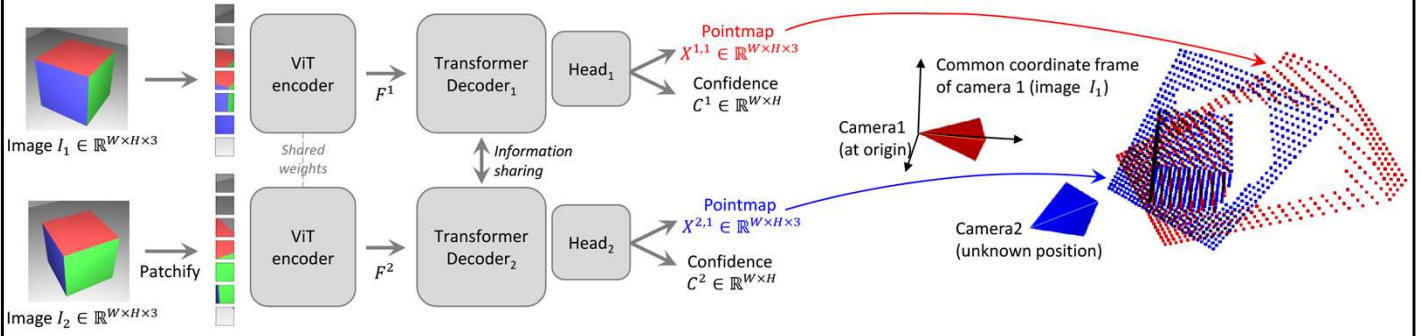 Image I₁ ∈ ℝ^{W×H×3}
ViT
encoder
F¹
Transformer
Decoder₁
Head₁
Pointmap
X^{1,1} ∈ ℝ^{W×H×3}
Confidence
C¹ ∈ ℝ^{W×H}
Shared
weights
Information
sharing
Image I₂ ∈ ℝ^{W×H×3}
Patchify
ViT
encoder
F²
Transformer
Decoder₂
Head₂
Pointmap
X^{2,1} ∈ ℝ^{W×H×3}
Confidence
C² ∈ ℝ^{W×H}
Common coordinate frame
of camera 1 (image I₁)
Camera1
(at origin)
Camera2
(unknown position)